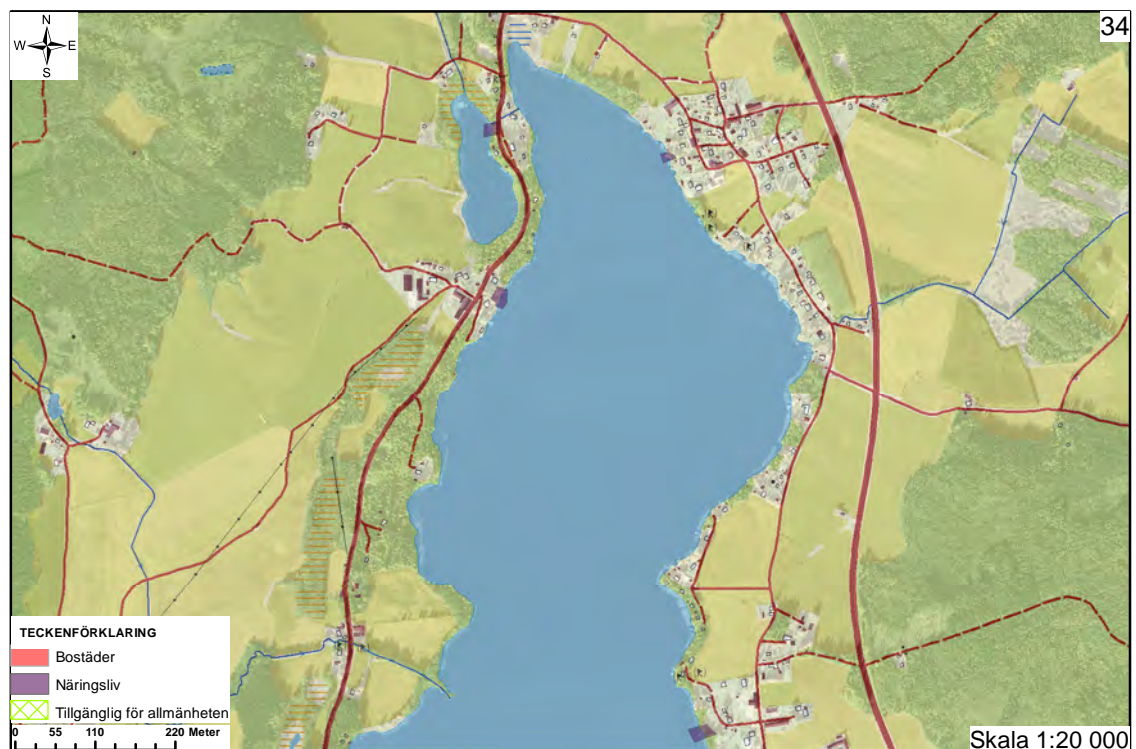 N
W E
S
34
TECKENFÖRKLARING
Bostäder
Näringsliv
Tillgänglig för allmänheten
0 55 110 220 Meter
Skala 1:20 000